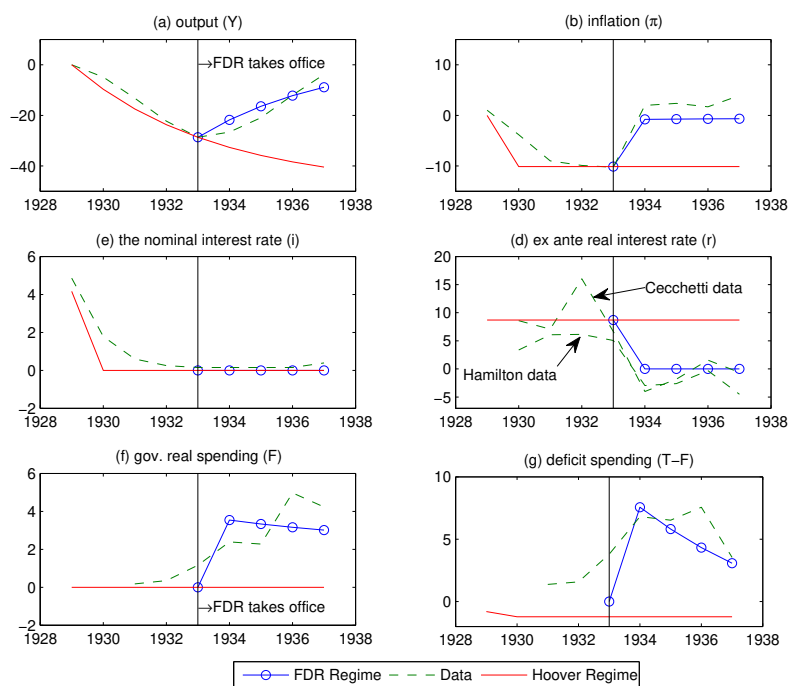 (a) output (Y)
0
−20
−40
→FDR takes office
1928 1930 1932 1934 1936 1938
(b) inflation (π)
10
0
−10
1928 1930 1932 1934 1936 1938
(e) the nominal interest rate (i)
6
4
2
0
−2
1928 1930 1932 1934 1936 1938
(d) ex ante real interest rate (r)
20
15
10
5
0
−5
Cecchetti data
Hamilton data
1928 1930 1932 1934 1936 1938
(f) gov. real spending (F)
6
4
2
0
−2
→FDR takes office
1928 1930 1932 1934 1936 1938
(g) deficit spending (T−F)
10
5
0
1928 1930 1932 1934 1936 1938
FDR Regime Data Hoover Regime